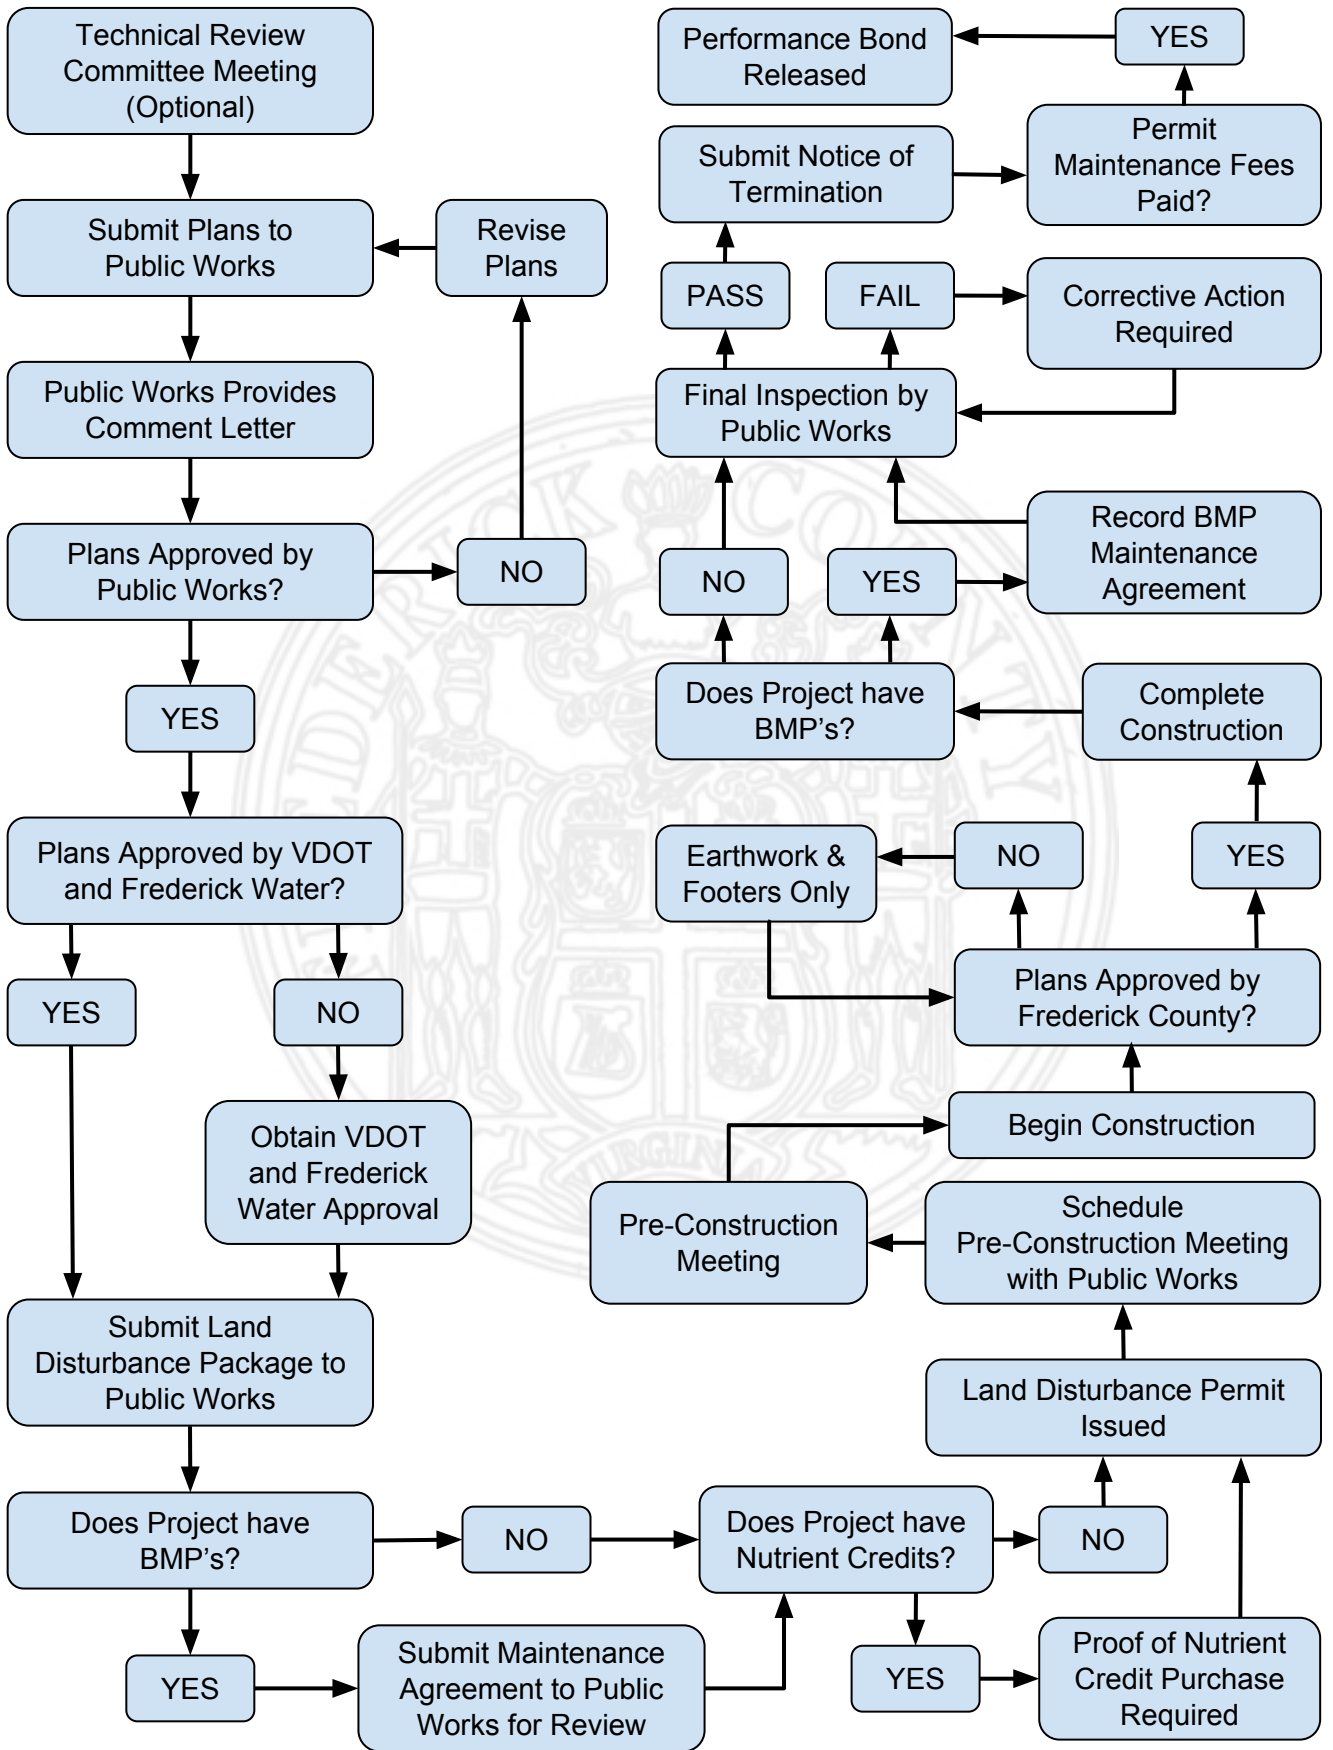 Technical Review
Committee Meeting
(Optional)
Submit Plans to
Public Works
Revise
Plans
Public Works Provides
Comment Letter
Plans Approved by
Public Works?
NO
YES
Plans Approved by VDOT
and Frederick Water?
YES
NO
Obtain VDOT
and Frederick
Water Approval
Submit Land
Disturbance Package to
Public Works
Does Project have
BMP's?
NO
YES
Submit Maintenance
Agreement to Public
Works for Review
Does Project have
Nutrient Credits?
NO
YES
Proof of Nutrient
Credit Purchase
Required
Land Disturbance Permit
Issued
Schedule
Pre-Construction Meeting
with Public Works
Pre-Construction
Meeting
Begin Construction
Plans Approved by
Frederick County?
NO
YES
Earthwork &
Footers Only
Complete
Construction
Does Project have
BMP's?
NO
YES
Record BMP
Maintenance
Agreement
Final Inspection by
Public Works
PASS
FAIL
Corrective Action
Required
Submit Notice of
Termination
Permit
Maintenance Fees
Paid?
YES
Performance Bond
Released
VIRGINIA